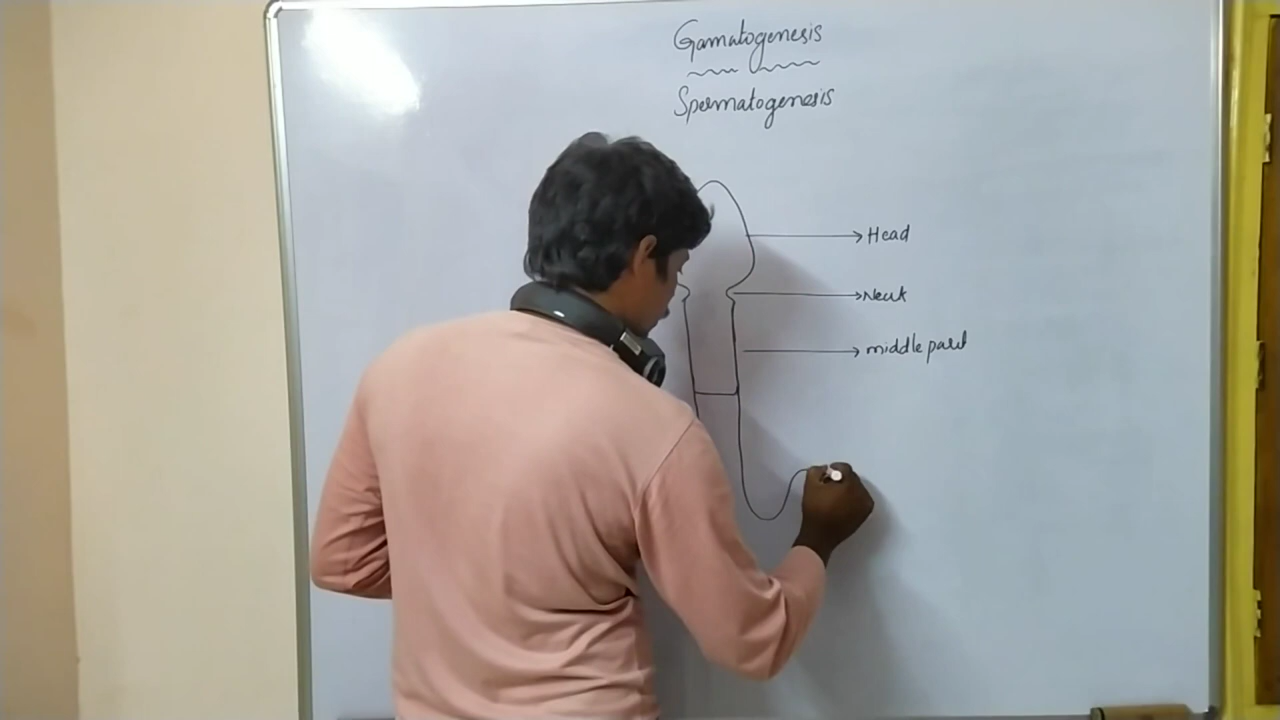 Gamatogenesis
Spermatogenesis
Head
Neck
middle part